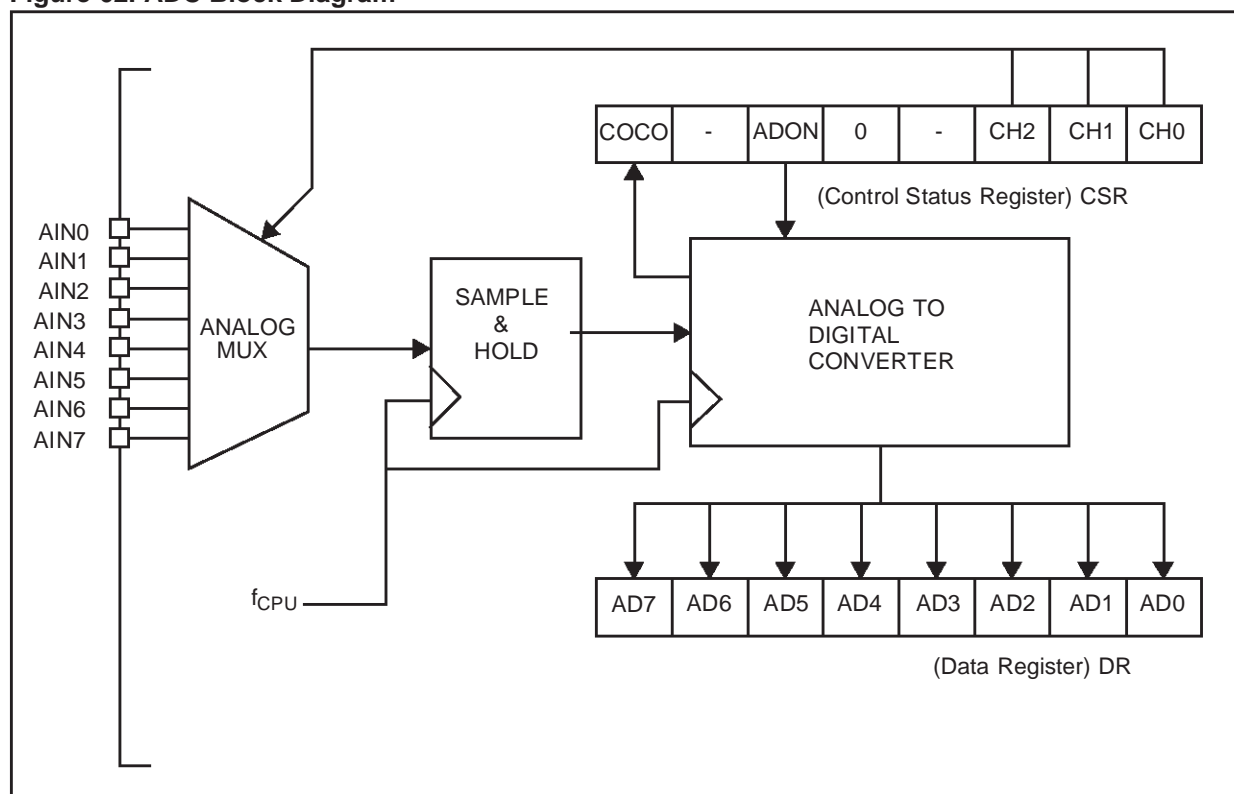 COCO - ADON 0 - CH2 CH1 CH0
(Control Status Register) CSR
AIN0
AIN1
AIN2
AIN3
AIN4
AIN5
AIN6
AIN7
ANALOG
MUX
SAMPLE
&
HOLD
ANALOG TO
DIGITAL
CONVERTER
fCPU
AD7 AD6 AD5 AD4 AD3 AD2 AD1 AD0
(Data Register) DR